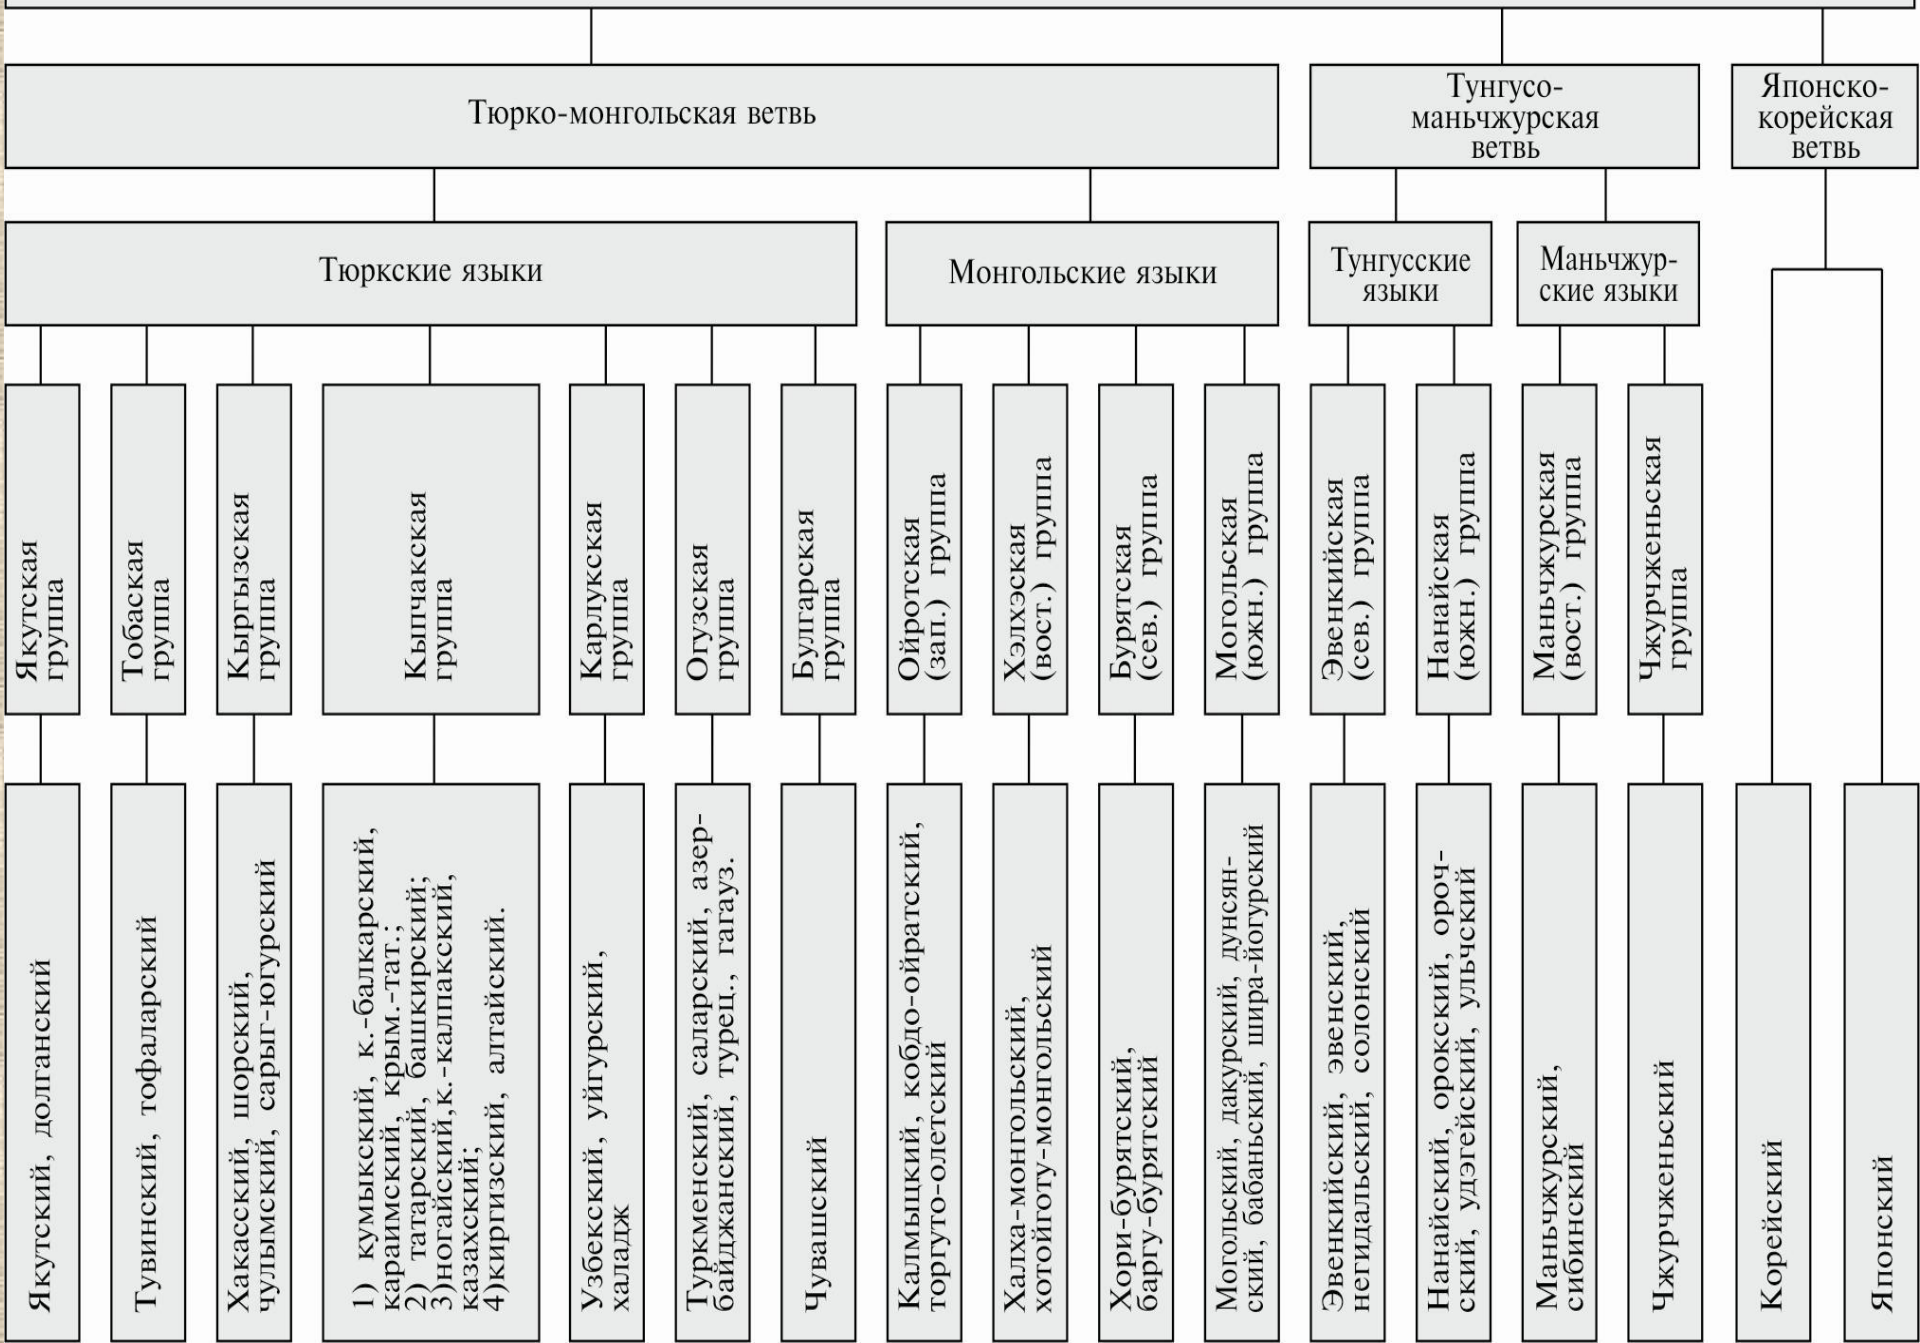 Тюрко-монгольская ветвь
Тунгусо-
маньчжурская
ветвь
Японско-
корейская
ветвь
Тюркские языки
Монгольские языки
Тунгусские
языки
Маньчжур-
ские языки
Якутская
группа
Тобаская
группа
Кыргызская
группа
Кыпчакская
группа
Карлукская
группа
Огузская
группа
Булгарская
группа
Ойротская
(зап.) группа
Хэлхэская
(вост.) группа
Бурятская
(сев.) группа
Могольская
(южн.) группа
Эвенкийская
(сев.) группа
Нанайская
(южн.) группа
Маньчжурская
(вост.) группа
Чжурчженьская
группа
Якутский, долганский
Тувинский, тофаларский
Хакасский, шорский,
чулымский, сарыг-югурский
1) кумыкский, к.-балкарский,
караимский, крым.-тат.;
2) татарский, башкирский;
3)ногайский,к.-калпакский,
казахский;
4)киргизский, алтайский.
Узбекский, уйгурский,
халадж
Туркменский, саларский, азер-
байджанский, турец., гагауз.
Чувашский
Калмыцкий, кобдо-ойратский,
торгуто-олетский
Халха-монгольский,
хотойготу-монгольский
Хори-бурятский,
баргу-бурятский
Могольский, дакурский, дунсян-
ский, бабаньский, шира-йогурский
Эвенкийский, эвенский,
негидальский, солонский
Нанайский, орокский, ороч-
ский, удэгейский, ульчский
Маньчжурский,
сибинский
Чжурчженьский
Корейский
Японский